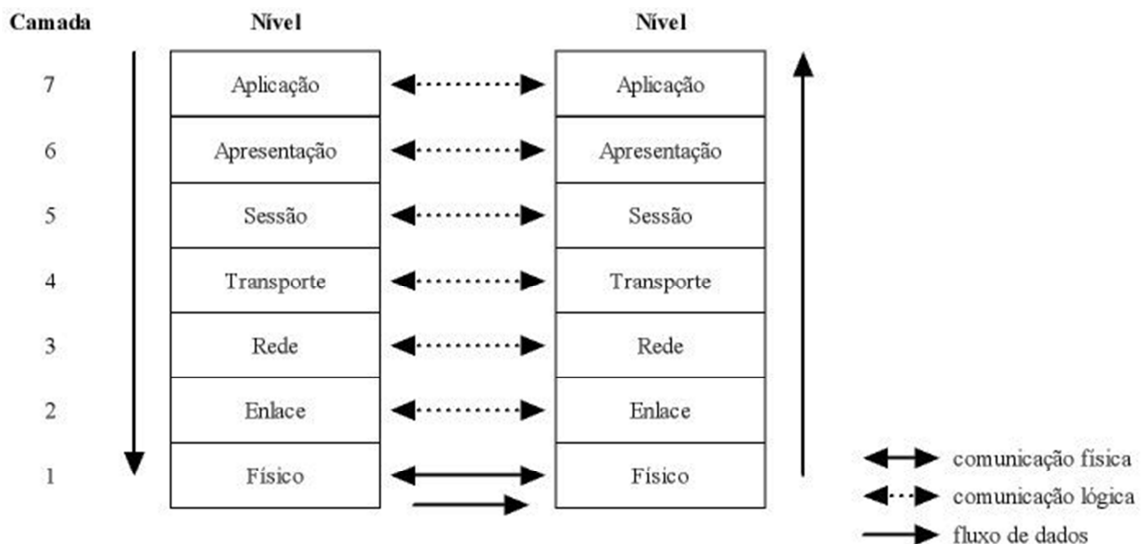 Camada Nível Nível
7 Aplicação Aplicação
6 Apresentação Apresentação
5 Sessão Sessão
4 Transporte Transporte
3 Rede Rede
2 Enlace Enlace
1 Físico Físico
comunicação física
comunicação lógica
fluxo de dados